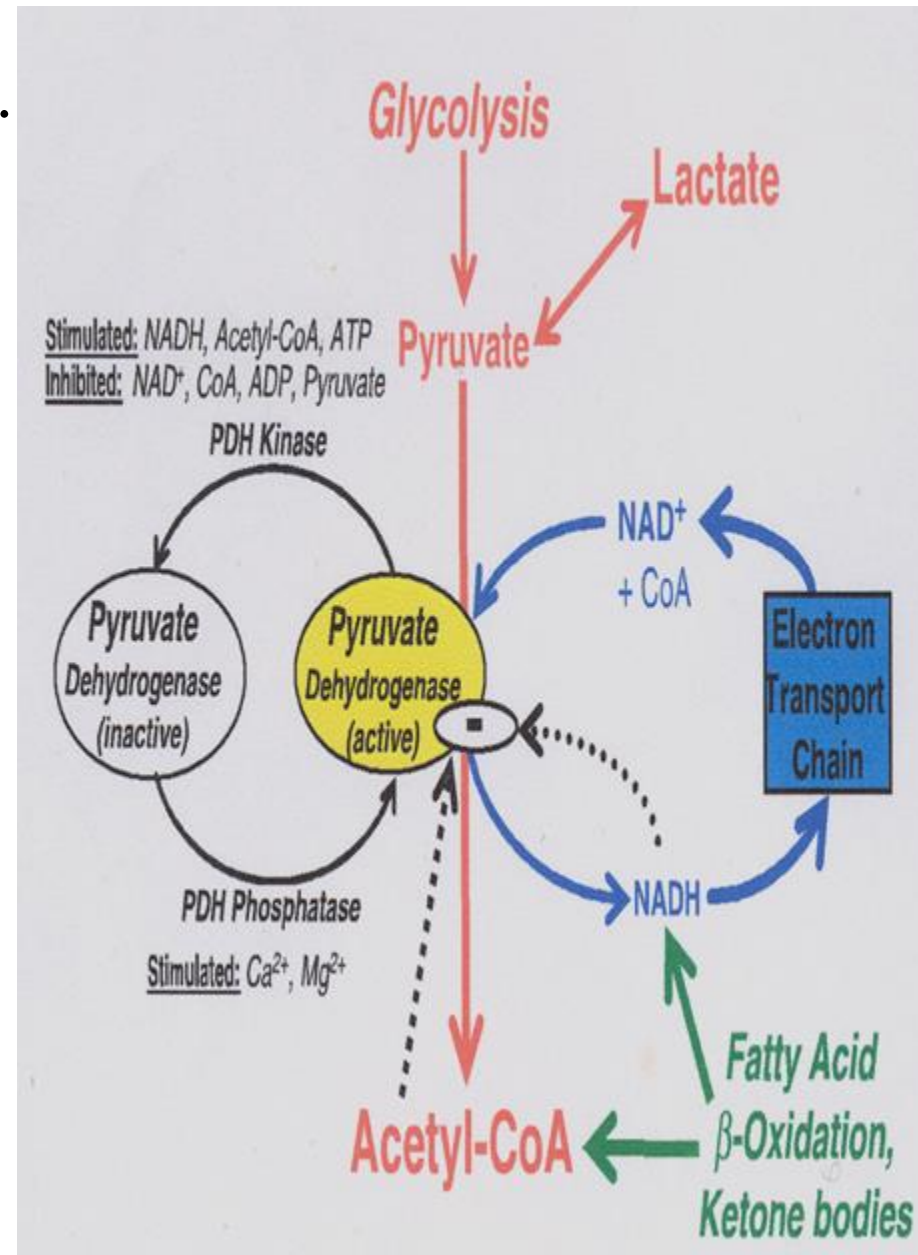 Glycolysis
Lactate
Pyruvate
Stimulated: NADH, Acetyl-CoA, ATP
Inhibited: NAD⁺, CoA, ADP, Pyruvate
PDH Kinase
NAD⁺
+ CoA
Pyruvate
Dehydrogenase
(inactive)
Pyruvate
Dehydrogenase
(active)
-
Electron
Transport
Chain
NADH
PDH Phosphatase
Stimulated: Ca²⁺, Mg²⁺
Fatty Acid
β-Oxidation,
Ketone bodies
Acetyl-CoA